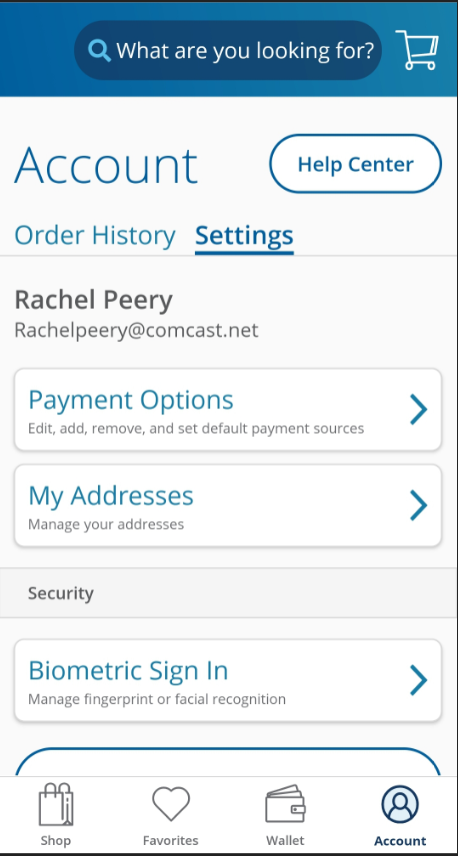 What are you looking for?
Account
Help Center
Order History Settings
Rachel Peery
Rachelpeery@comcast.net
Payment Options
Edit, add, remove, and set default payment sources
My Addresses
Manage your addresses
Security
Biometric Sign In
Manage fingerprint or facial recognition
Shop Favorites Wallet Account